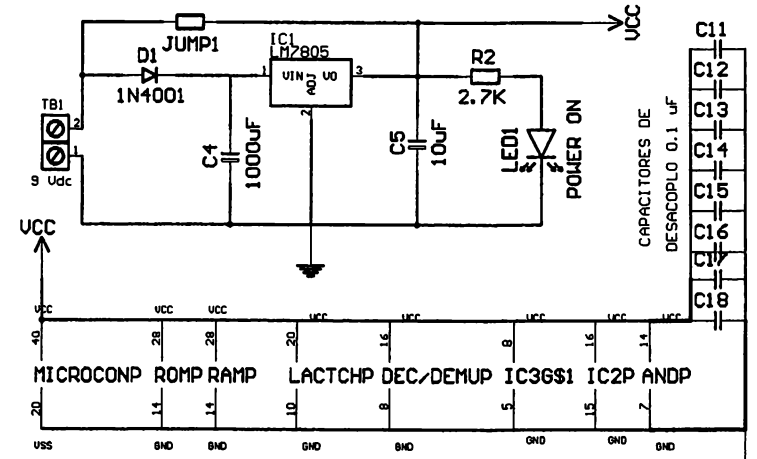 C11
VCC
JUMP1
IC1
LM7805
D1
1N4001
1
VIN
VO
ADJ
3
2
R2
2.7K
C12
TB1
2
1
9 Vdc
C4
1000uF
C5
10uF
LED1
POWER ON
CAPACITORES DE
DESACOPLO 0.1 uF
C13
C14
C15
C16
C17
C18
VCC
VCC VCC VCC VCC VCC VCC VCC VCC
40 28 28 20 16 8 16 14
MICROCONP ROMP RAMP LACTCHP DEC/DEMUP IC3G$1 IC2P ANDP
20 14 14 10 8 5 15 7
VSS GND GND GND GND GND GND GND